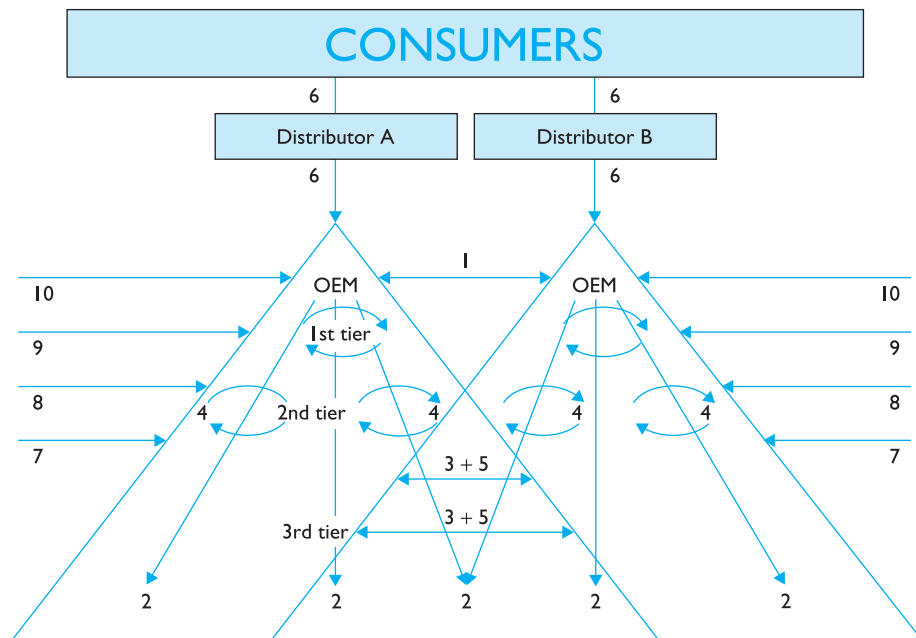 CONSUMERS
6 6
Distributor A Distributor B
6 6
1
OEM OEM
10 10
1st tier
9 9
8 8
4 2nd tier 4 4 4
7 7
3 + 5
3 + 5
3rd tier
2 2 2 2 2